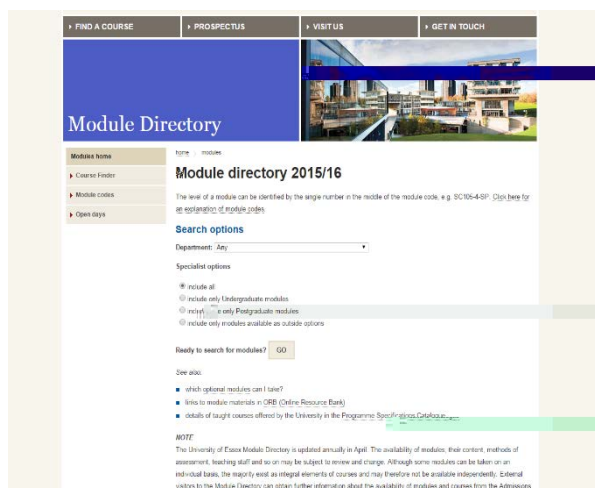 FIND A COURSE
PROSPECTUS
VISIT US
GET IN TOUCH
Module Directory
Modules home
Course Finder
Module codes
Open days
home modules
Module directory 2015/16
The level of a module can be identified by the single number in the middle of the module code, e.g. SC105-4-SP. Click here for
an explanation of module codes.
Search options
Department: Any
Specialist options
include all
include only Undergraduate modules
only Postgraduate modules
include only modules available as outside options
Ready to search for modules? GO
See also:
which optional modules can I take?
links to module materials in ORB (Online Resource Bank)
details of taught courses offered by the University in the Programme Specifications Catalogue
NOTE
The University of Essex Module Directory is updated annually in April. The availability of modules, their content, methods of
assessment, teaching staff and so on may be subject to review and change. Although some modules can be taken on an
individual basis, the majority exist as integral elements of courses and may therefore not be available independently. External
visitors to the Module Directory can obtain further information about the availability of modules and courses from the Admissions